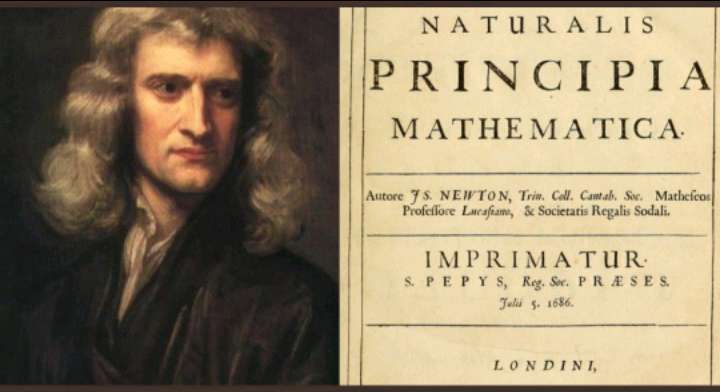 NATURALIS
PRINCIPIA
MATHEMATICA.
Autore JS. NEWTON, Trin. Coll. Cantab. Soc. Matheseos
Professore Lucasiano, & Societatis Regalis Sodali.
IMPRIMATUR.
S. PEPYS, Reg. Soc. PRÆSES.
Julii 5. 1686.
LONDINI,